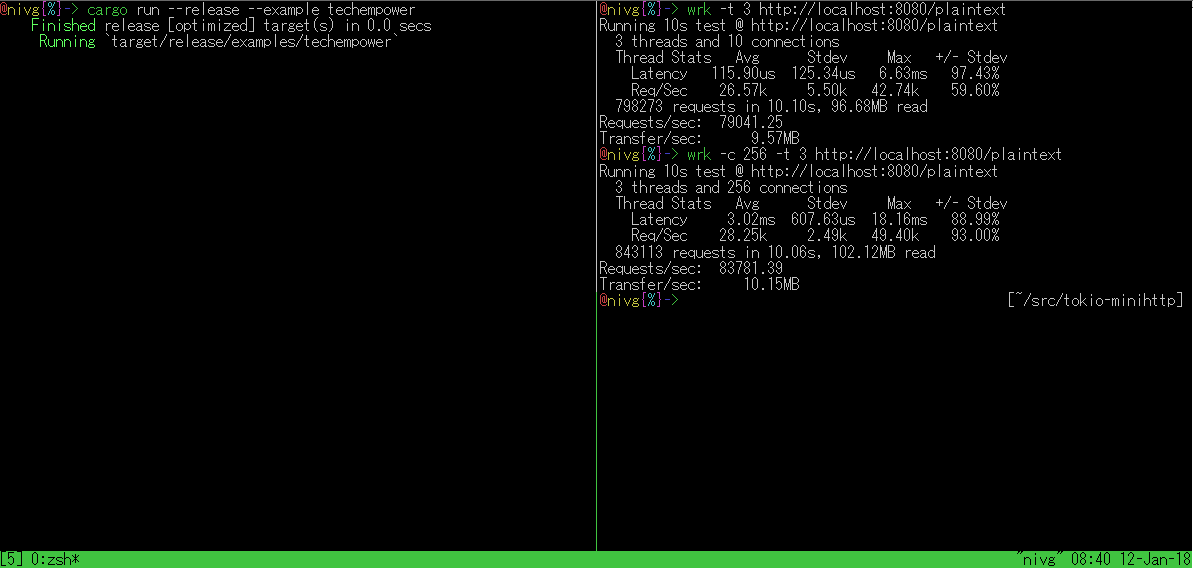 @nivg[%]-> cargo run --release --example techempower
Finished release [optimized] target(s) in 0.0 secs
Running `target/release/examples/techempower`
@nivg[%]-> wrk -t 3 http://localhost:8080/plaintext
Running 10s test @ http://localhost:8080/plaintext
3 threads and 10 connections
Thread Stats Avg Stdev Max +/- Stdev
Latency 115.90us 125.34us 6.63ms 97.43%
Req/Sec 26.57k 5.50k 42.74k 59.60%
798273 requests in 10.10s, 96.68MB read
Requests/sec: 79041.25
Transfer/sec: 9.57MB
@nivg[%]-> wrk -c 256 -t 3 http://localhost:8080/plaintext
Running 10s test @ http://localhost:8080/plaintext
3 threads and 256 connections
Thread Stats Avg Stdev Max +/- Stdev
Latency 3.02ms 607.63us 18.16ms 88.99%
Req/Sec 28.25k 2.49k 49.40k 93.00%
843113 requests in 10.06s, 102.12MB read
Requests/sec: 83781.39
Transfer/sec: 10.15MB
@nivg[%]-> [~/src/tokio-minihttp]
[5] 0:zsh* "nivg" 08:40 12-Jan-18